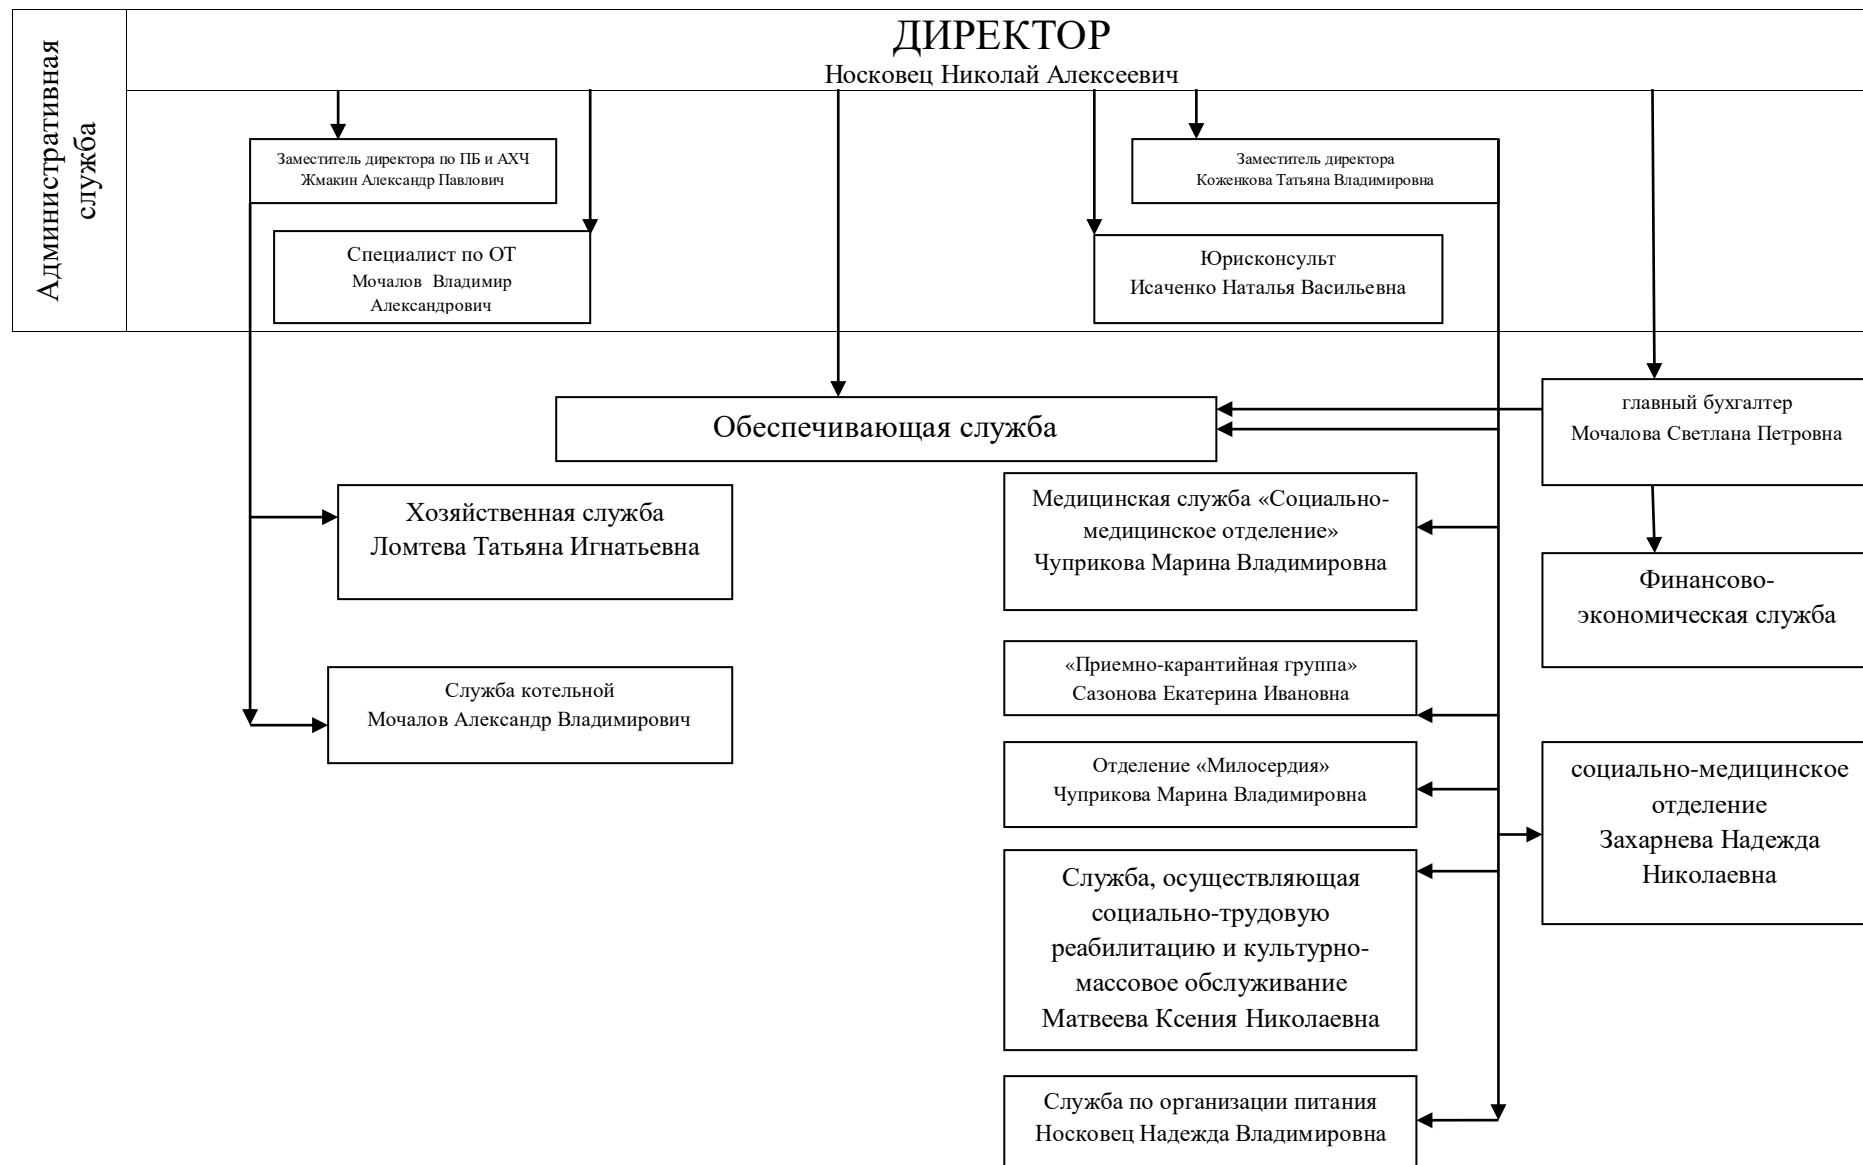 Административная
служба
ДИРЕКТОР
Носковец Николай Алексеевич
Заместитель директора по ПБ и АХЧ
Жмакин Александр Павлович
Заместитель директора
Коженкова Татьяна Владимировна
Специалист по ОТ
Мочалов Владимир
Александрович
Юрисконсульт
Исаченко Наталья Васильевна
главный бухгалтер
Мочалова Светлана Петровна
Обеспечивающая служба
Хозяйственная служба
Ломтева Татьяна Игнатьевна
Медицинская служба «Социально-
медицинское отделение»
Чуприкова Марина Владимировна
Финансово-
экономическая служба
«Приемно-карантийная группа»
Сазонова Екатерина Ивановна
Служба котельной
Мочалов Александр Владимирович
Отделение «Милосердия»
Чуприкова Марина Владимировна
социально-медицинское
отделение
Захарнева Надежда
Николаевна
Служба, осуществляющая
социально-трудовую
реабилитацию и культурно-
массовое обслуживание
Матвеева Ксения Николаевна
Служба по организации питания
Носковец Надежда Владимировна